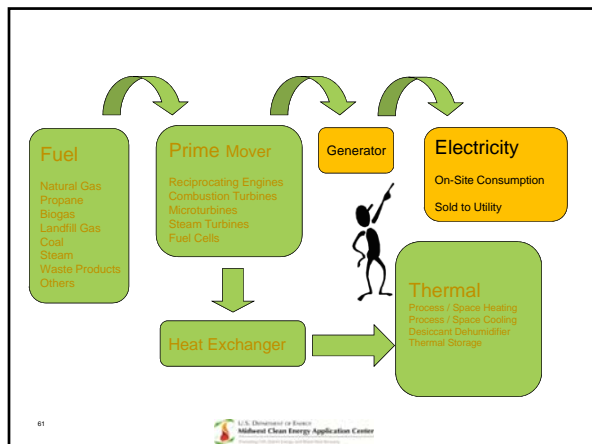 Fuel
Natural Gas
Propane
Biogas
Landfill Gas
Coal
Steam
Waste Products
Others
Prime Mover
Reciprocating Engines
Combustion Turbines
Microturbines
Steam Turbines
Fuel Cells
Generator
Electricity
On-Site Consumption
Sold to Utility
Heat Exchanger
Thermal
Process / Space Heating
Process / Space Cooling
Desiccant Dehumidifier
Thermal Storage
61
U.S. DEPARTMENT OF ENERGY
Midwest Clean Energy Application Center